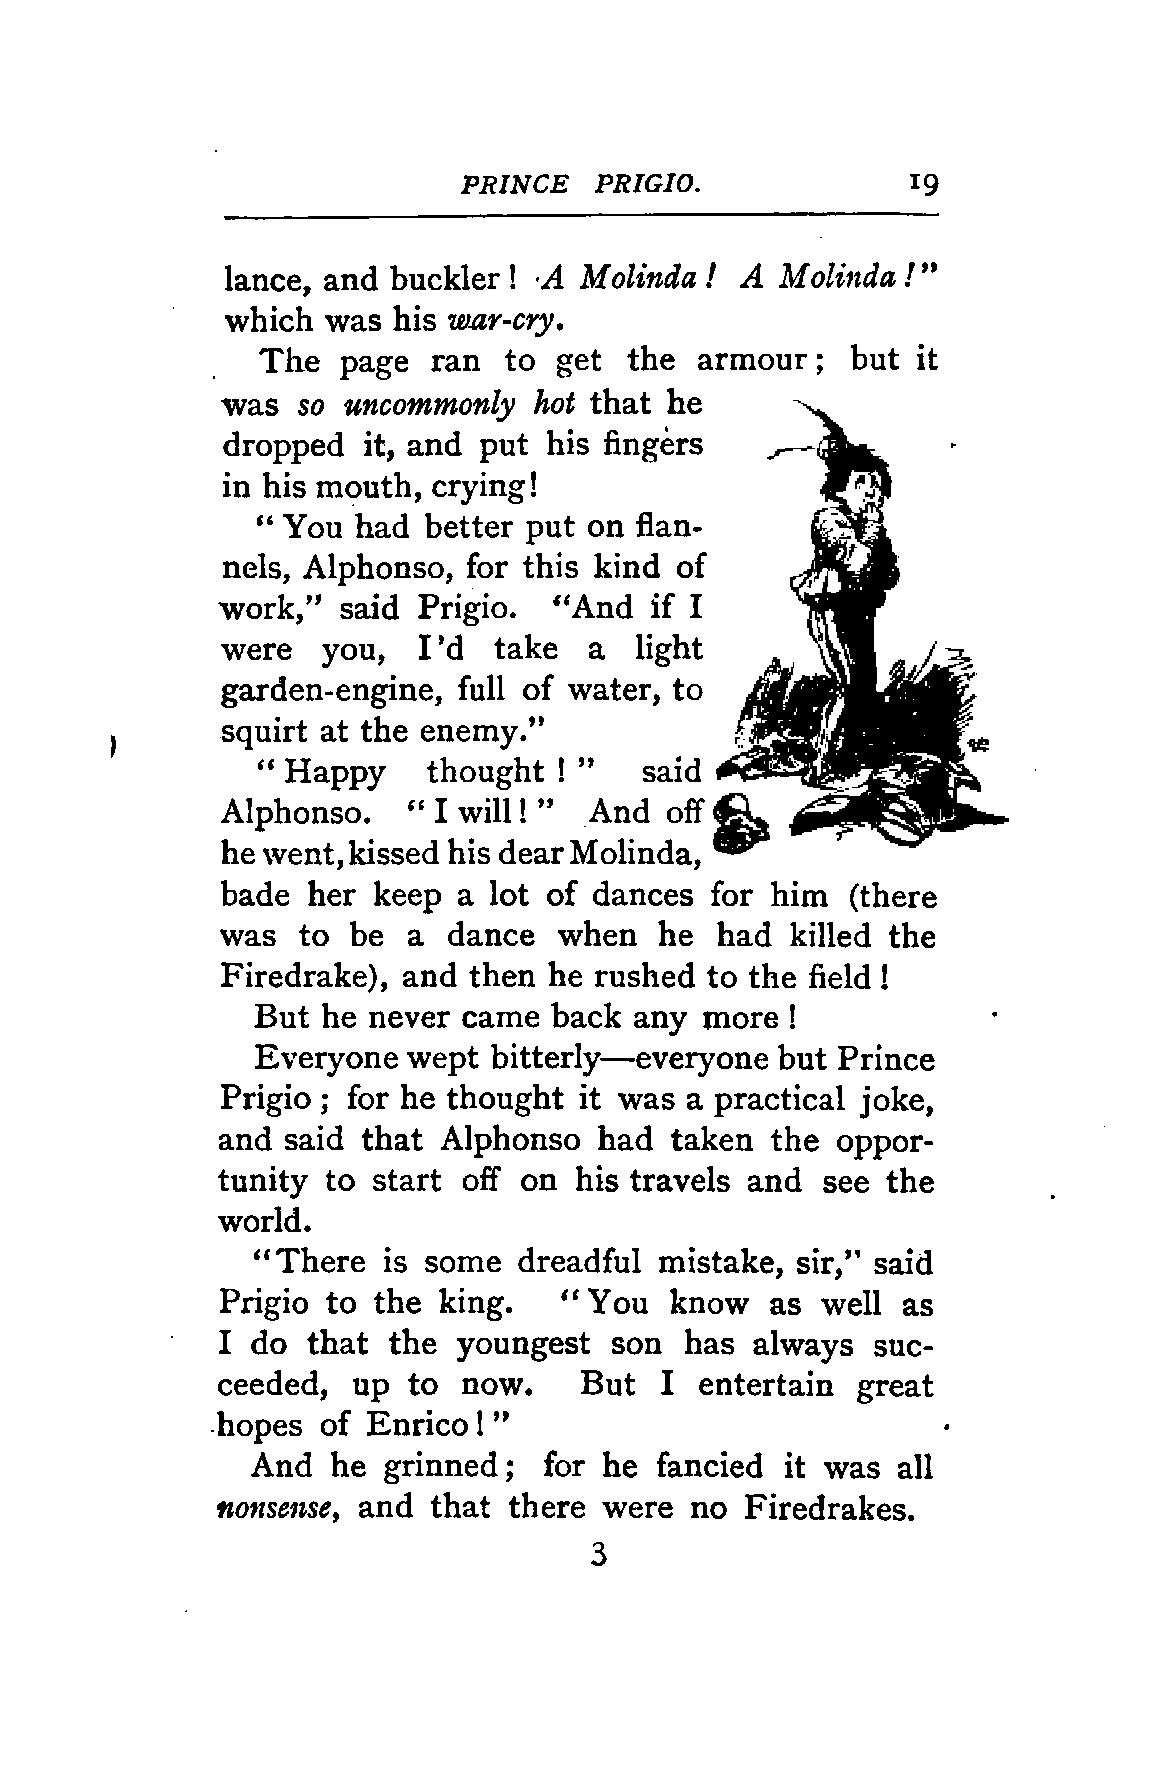 PRINCE PRIGIO. 19
lance, and buckler! A Molinda! A Molinda!"
which was his war-cry.
The page ran to get the armour; but it
was so uncommonly hot that he
dropped it, and put his fingers
in his mouth, crying!
"You had better put on flan-
nels, Alphonso, for this kind of
work," said Prigio. "And if I
were you, I'd take a light
garden-engine, full of water, to
squirt at the enemy."
"Happy thought!" said
Alphonso. "I will!" And off
he went, kissed his dear Molinda,
bade her keep a lot of dances for him (there
was to be a dance when he had killed the
Firedrake), and then he rushed to the field!
But he never came back any more!
Everyone wept bitterly—everyone but Prince
Prigio; for he thought it was a practical joke,
and said that Alphonso had taken the oppor-
tunity to start off on his travels and see the
world.
"There is some dreadful mistake, sir," said
Prigio to the king. "You know as well as
I do that the youngest son has always suc-
ceeded, up to now. But I entertain great
hopes of Enrico!"
And he grinned; for he fancied it was all
nonsense, and that there were no Firedrakes.
3